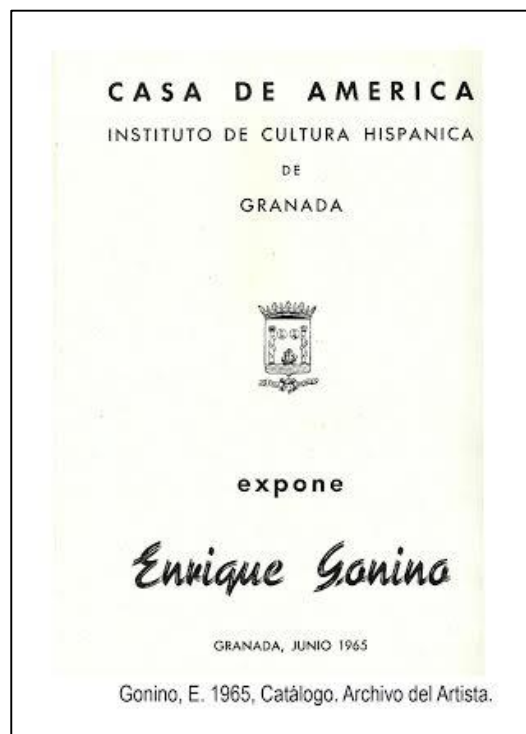 CASA DE AMERICA
INSTITUTO DE CULTURA HISPANICA
DE
GRANADA
expone
Enrique Gonino
GRANADA, JUNIO 1965
Gonino, E. 1965, Catálogo. Archivo del Artista.